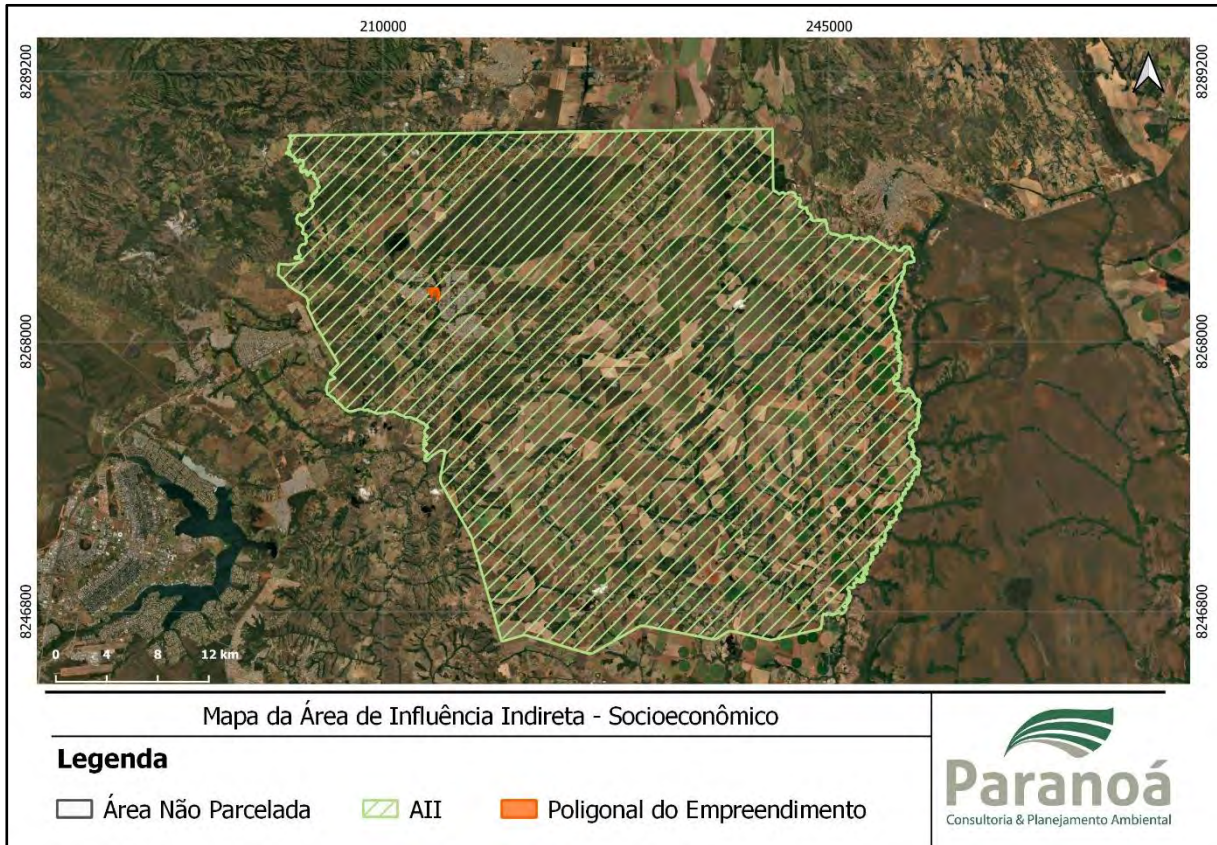 210000
245000
8289200
8289200
8268000
8268000
8246800
8246800
0 4 8 12 km
Mapa da Área de Influência Indireta - Socioeconômico
Legenda
Área Não Parcelada
AII
Poligonal do Empreendimento
Paranoá
Consultoria & Planejamento Ambiental